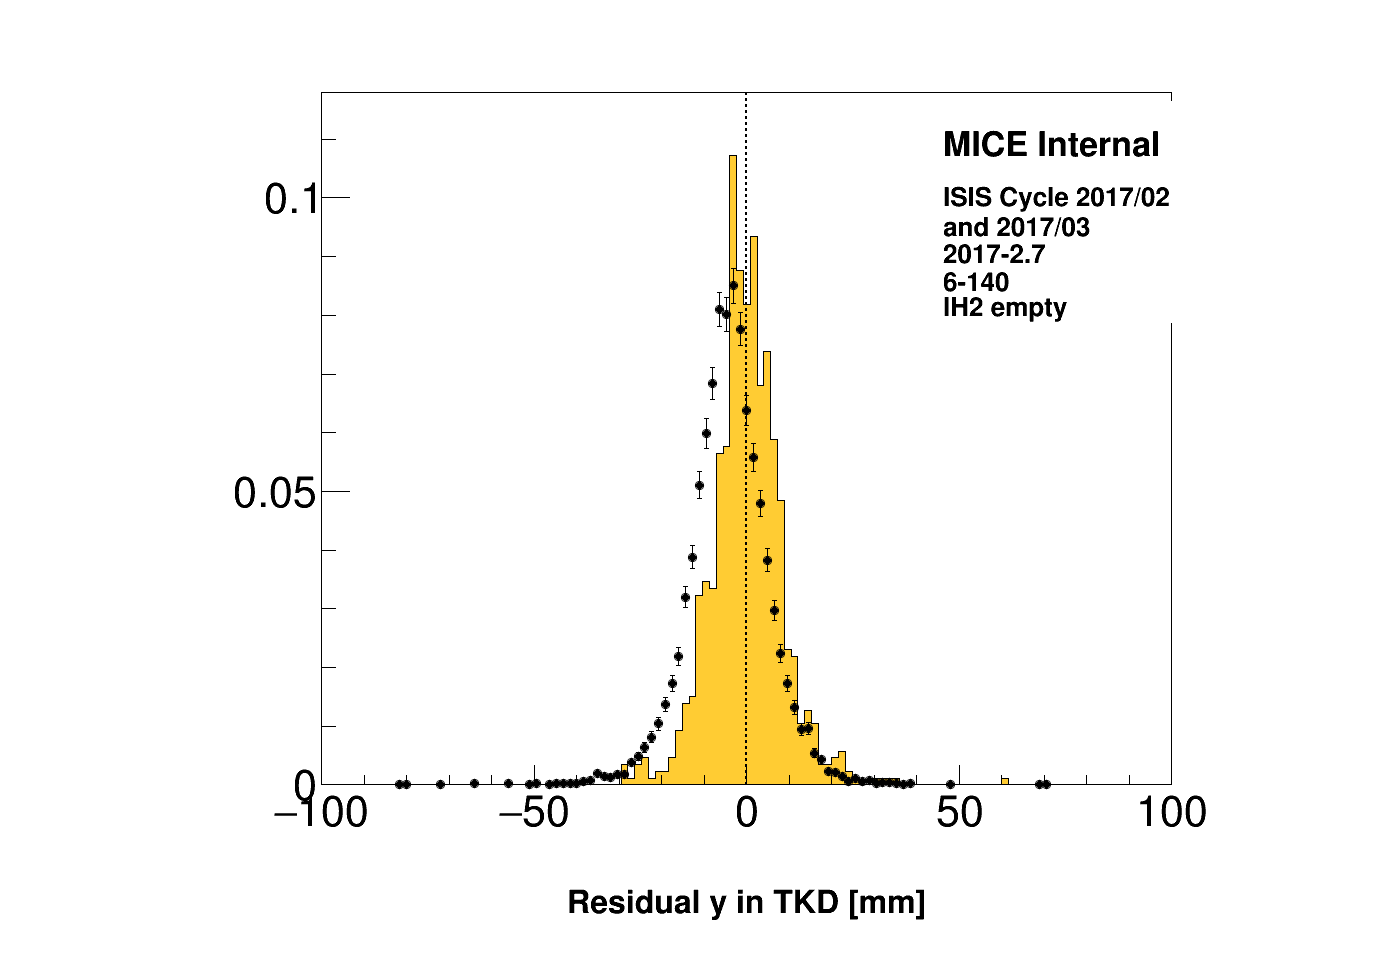 MICE Internal
ISIS Cycle 2017/02
and 2017/03
2017-2.7
6-140
IH2 empty
0.1
0.05
0
−100 −50 0 50 100
Residual y in TKD [mm]